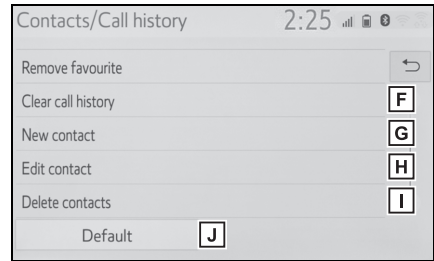 Contacts/Call history 2:25
Remove favourite
Clear call history F
New contact G
Edit contact H
Delete contacts I
Default J